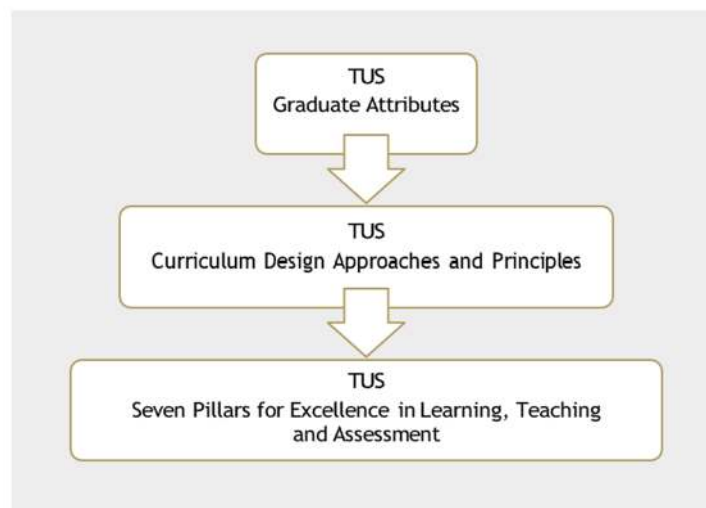 TUS
Graduate Attributes
TUS
Curriculum Design Approaches and Principles
TUS
Seven Pillars for Excellence in Learning, Teaching
and Assessment